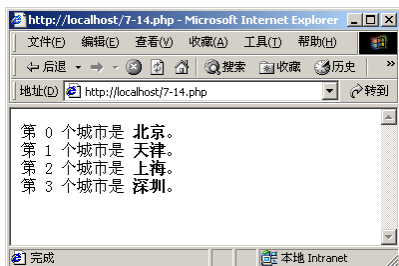 http://localhost/7-14.php - Microsoft Internet Explorer
文件(F) 编辑(E) 查看(V) 收藏(A) 工具(T) 帮助(H)
后退 搜索 收藏 历史 »
地址(D) http://localhost/7-14.php 转到
第 0 个城市是 北京。
第 1 个城市是 天津。
第 2 个城市是 上海。
第 3 个城市是 深圳。
完成 本地 Intranet